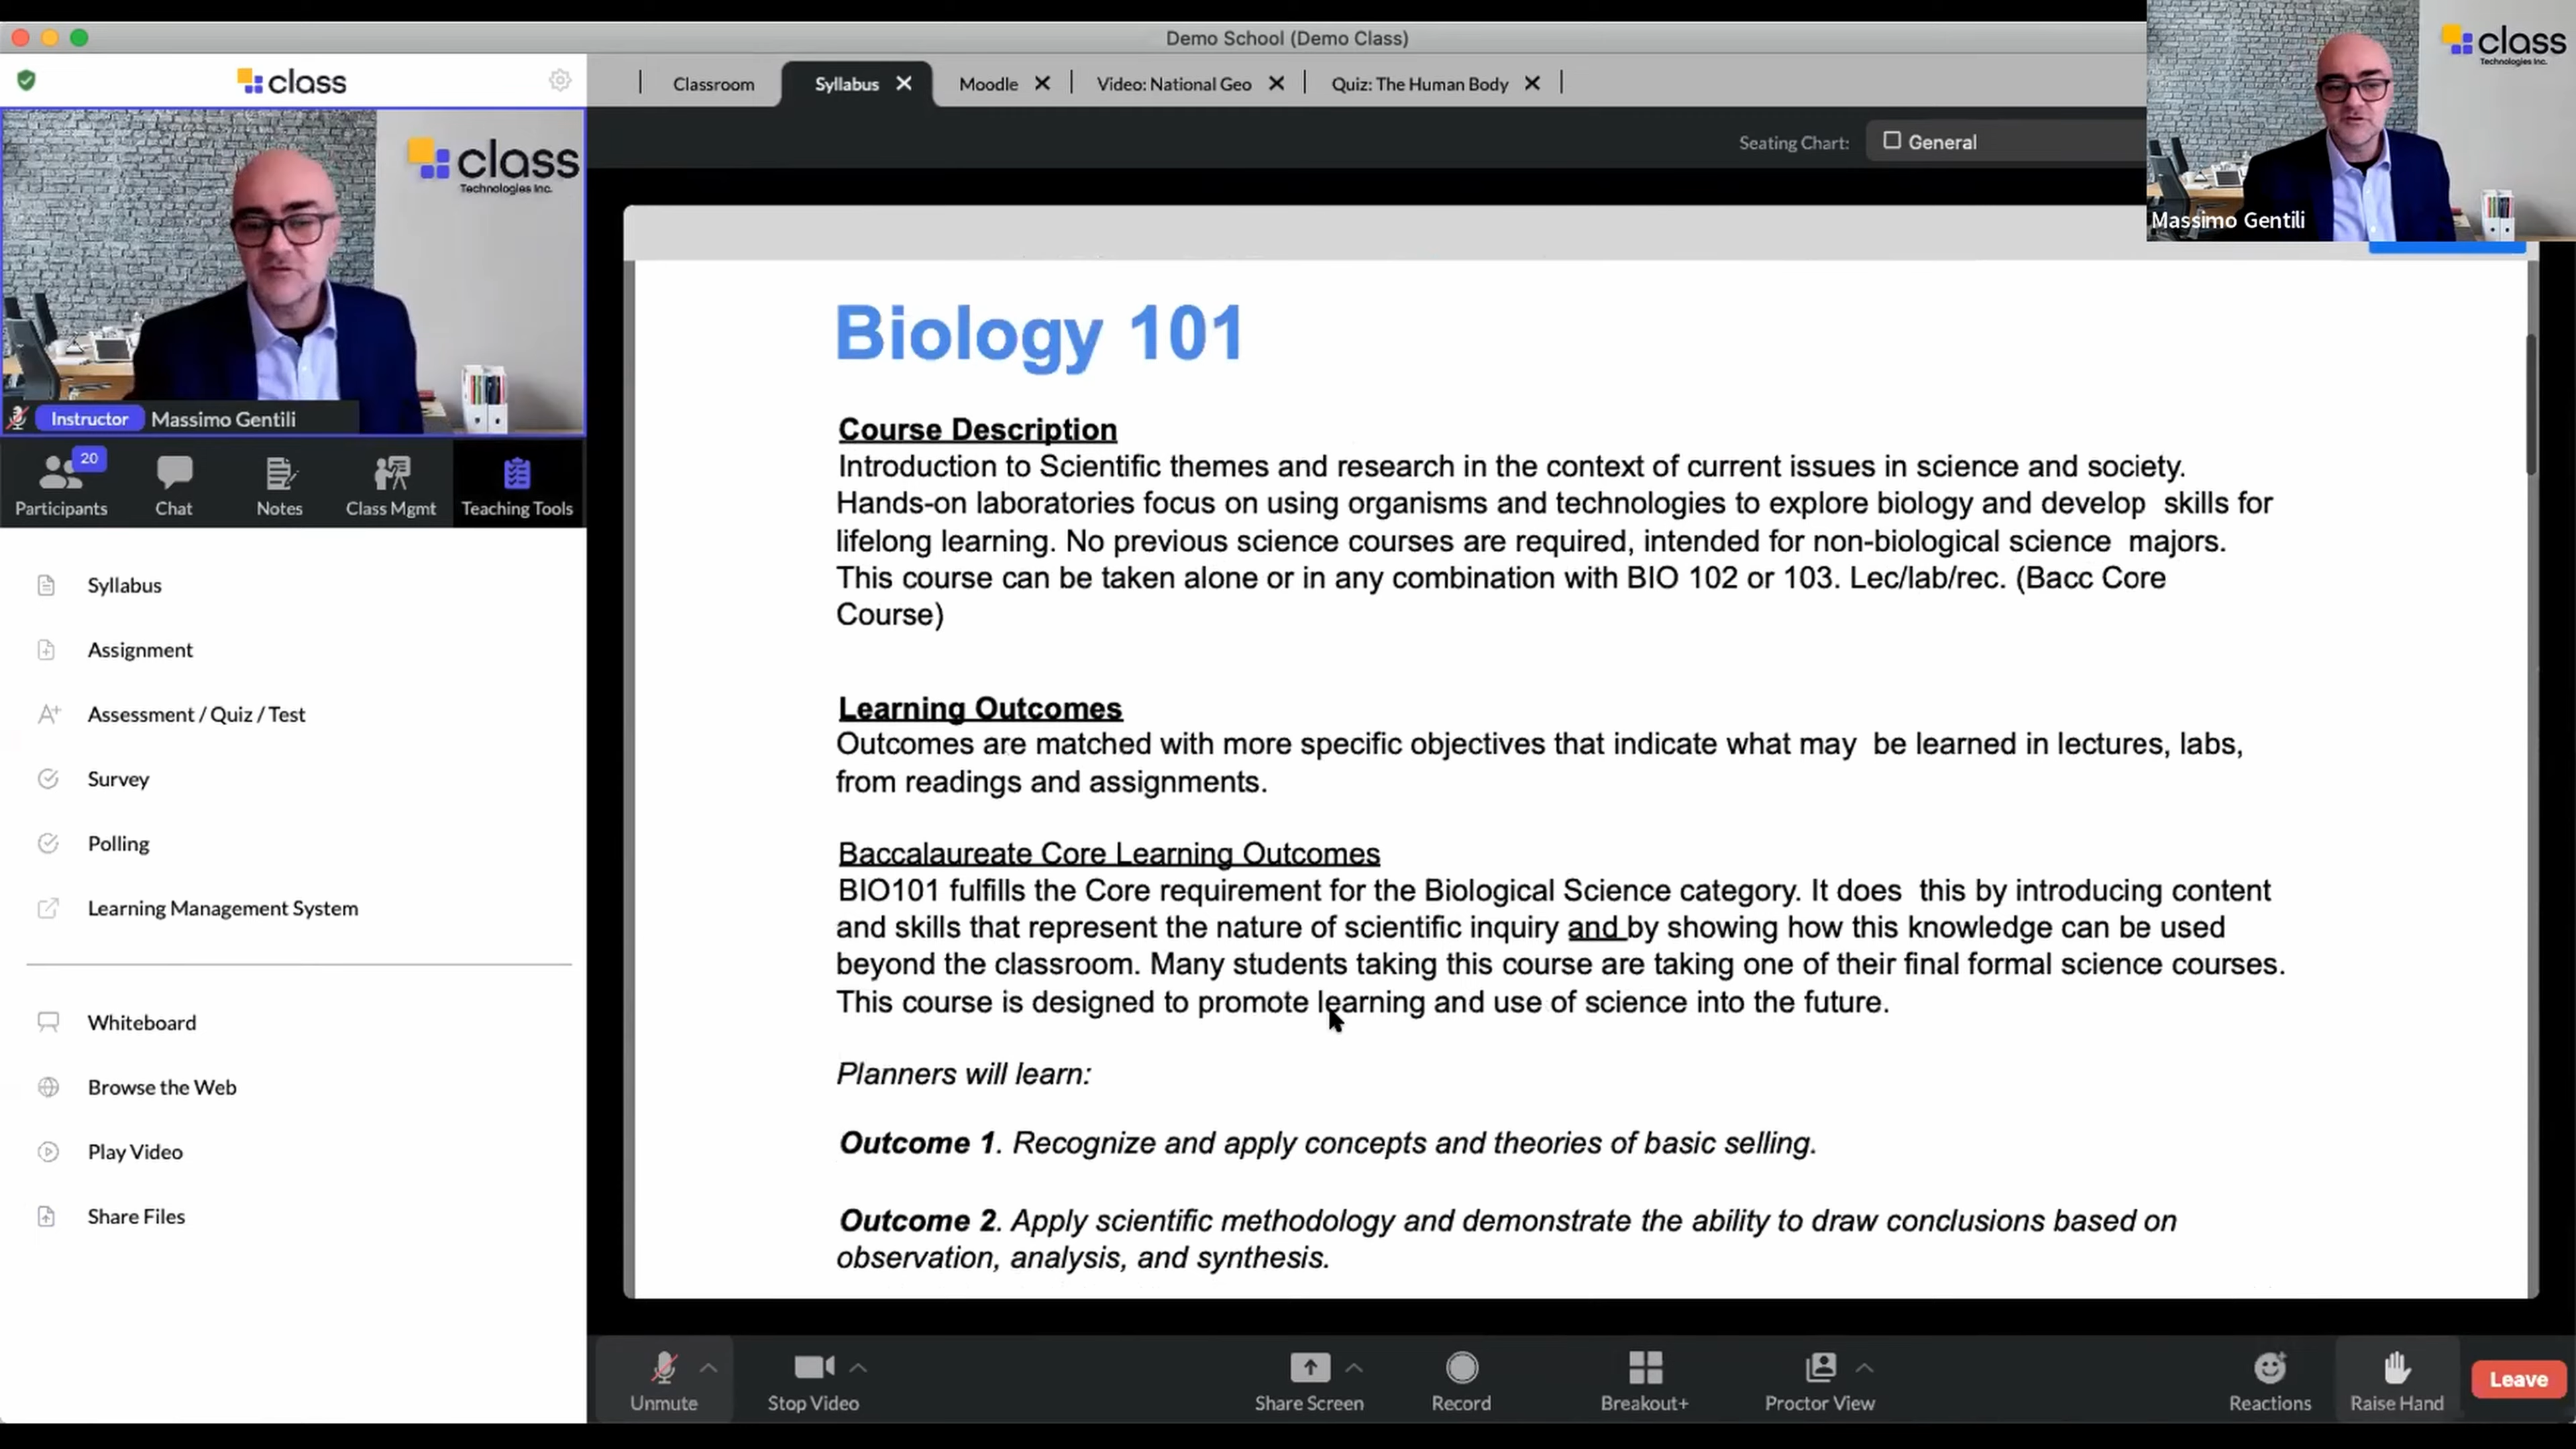 Demo School (Demo Class)
class
Classroom
Syllabus
Moodle
Video: National Geo
Quiz: The Human Body
class
Technologies Inc.
Seating Chart:
General
Massimo Gentili
class
Technologies Inc.
Instructor
Massimo Gentili
20
Participants
Chat
Notes
Class Mgmt
Teaching Tools
Syllabus
Assignment
A+
Assessment / Quiz / Test
Survey
Polling
Learning Management System
Whiteboard
Browse the Web
Play Video
Share Files
Biology 101
Course Description
Introduction to Scientific themes and research in the context of current issues in science and society.
Hands-on laboratories focus on using organisms and technologies to explore biology and develop skills for
lifelong learning. No previous science courses are required, intended for non-biological science majors.
This course can be taken alone or in any combination with BIO 102 or 103. Lec/lab/rec. (Bacc Core
Course)
Learning Outcomes
Outcomes are matched with more specific objectives that indicate what may be learned in lectures, labs,
from readings and assignments.
Baccalaureate Core Learning Outcomes
BIO101 fulfills the Core requirement for the Biological Science category. It does this by introducing content
and skills that represent the nature of scientific inquiry and by showing how this knowledge can be used
beyond the classroom. Many students taking this course are taking one of their final formal science courses.
This course is designed to promote learning and use of science into the future.
Planners will learn:
Outcome 1. Recognize and apply concepts and theories of basic selling.
Outcome 2. Apply scientific methodology and demonstrate the ability to draw conclusions based on
observation, analysis, and synthesis.
Unmute
Stop Video
Share Screen
Record
Breakout+
Proctor View
Reactions
Raise Hand
Leave